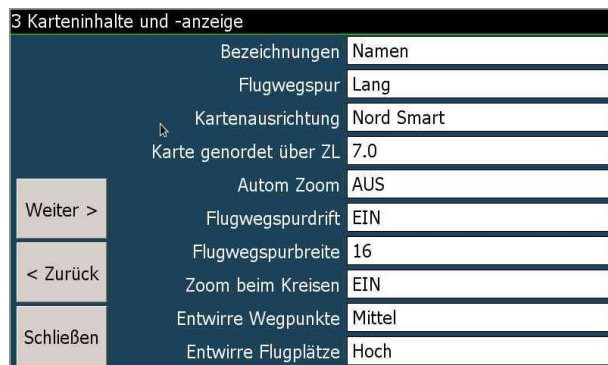 3 Karteninhalte und -anzeige
Bezeichnungen Namen
Flugwegspur Lang
Kartenausrichtung Nord Smart
Karte genordet über ZL 7.0
Autom Zoom AUS
Weiter >
Flugwegspurdrift EIN
Flugwegspurbreite 16
< Zurück
Zoom beim Kreisen EIN
Entwirre Wegpunkte Mittel
Schließen
Entwirre Flugplätze Hoch